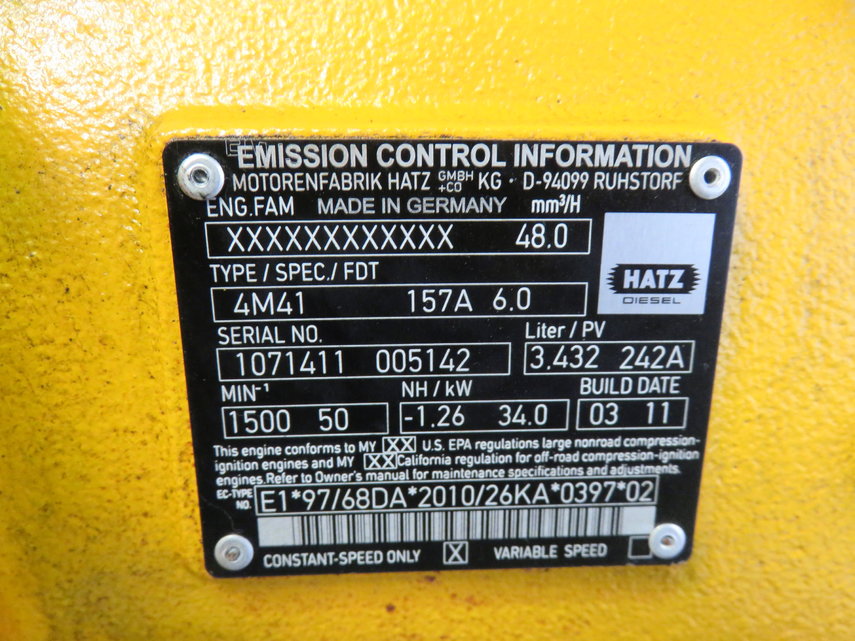 EMISSION CONTROL INFORMATION
MOTORENFABRIK HATZ GMBH +CO KG · D-94099 RUHSTORF
ENG.FAM MADE IN GERMANY mm³/H
XXXXXXXXXXXX 48.0
HATZ
DIESEL
TYPE / SPEC./ FDT
4M41 157A 6.0
SERIAL NO. Liter / PV
1071411 005142 3.432 242A
MIN⁻¹ NH / kW BUILD DATE
1500 50 -1.26 34.0 03 11
This engine conforms to MY XX U.S. EPA regulations large nonroad compression-
ignition engines and MY XX California regulation for off-road compression-ignition
engines. Refer to Owner's manual for maintenance specifications and adjustments.
EC-TYPE NO. E1*97/68DA*2010/26KA*0397*02
CONSTANT-SPEED ONLY X VARIABLE SPEED